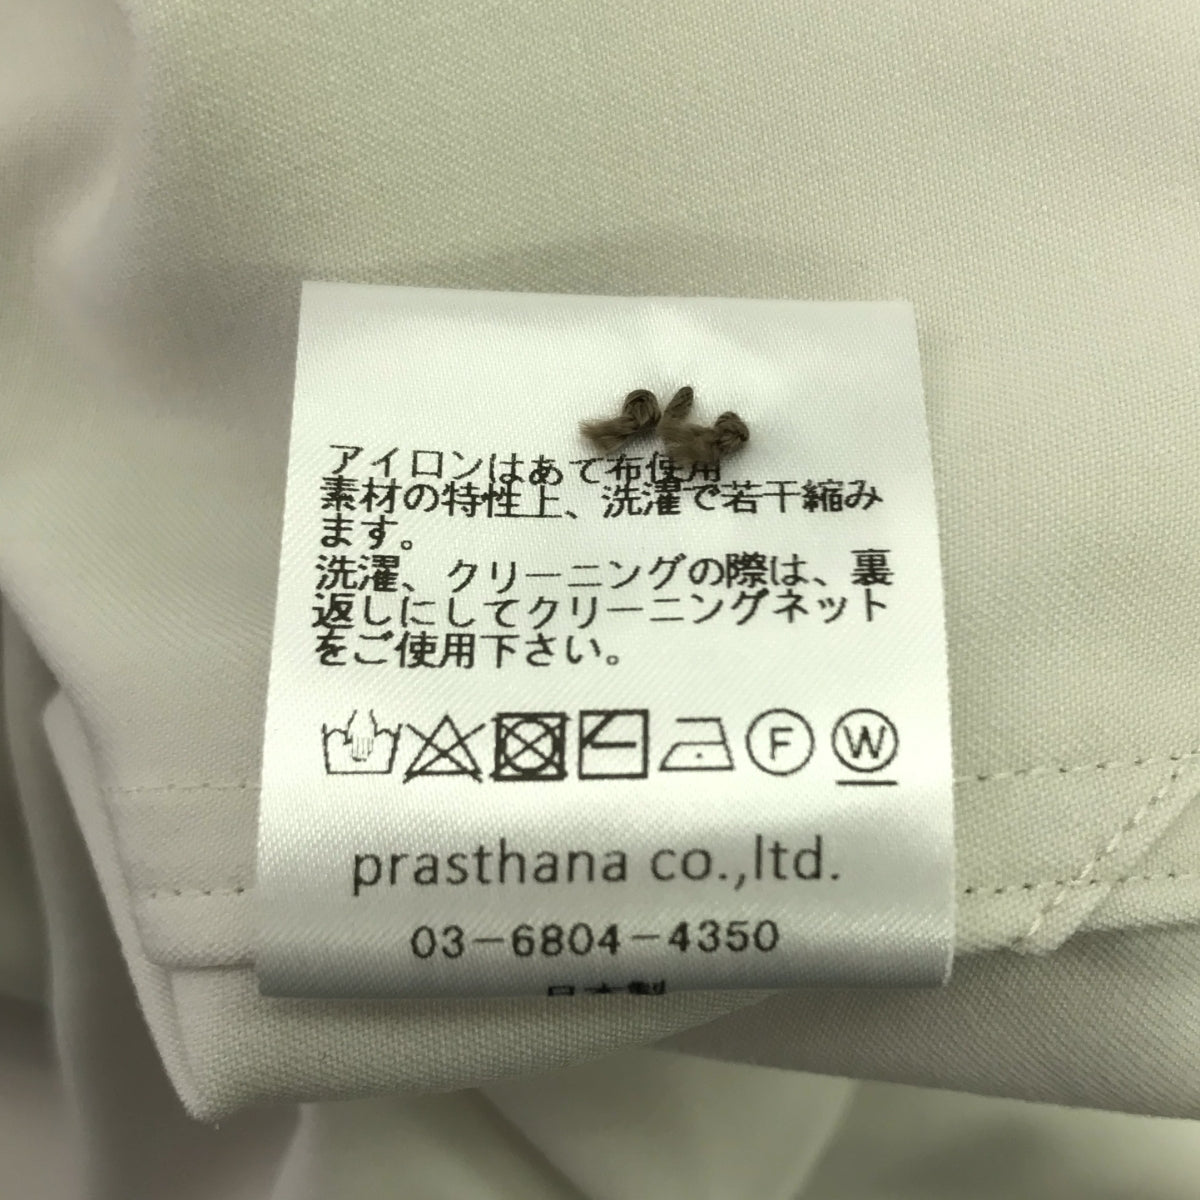 アイロンはあて布使用
素材の特性上、洗濯で若干縮み
ます。
洗濯、クリーニングの際は、裏
返しにしてクリーニングネット
をご使用下さい。
F W
prasthana co.,ltd.
03-6804-4350
日本製